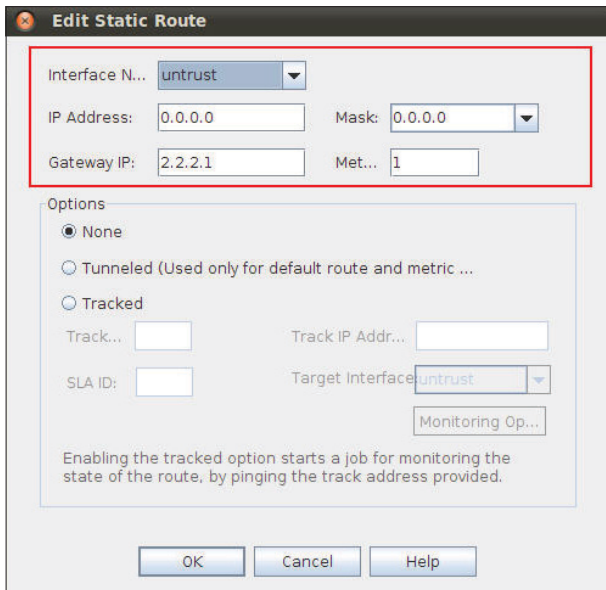 Edit Static Route
Interface N... untrust
IP Address: 0.0.0.0 Mask: 0.0.0.0
Gateway IP: 2.2.2.1 Met... 1
Options
None
Tunneled (Used only for default route and metric ...
Tracked
Track... Track IP Addr...
SLA ID: Target Interface: untrust
Monitoring Op...
Enabling the tracked option starts a job for monitoring the
state of the route, by pinging the track address provided.
OK Cancel Help